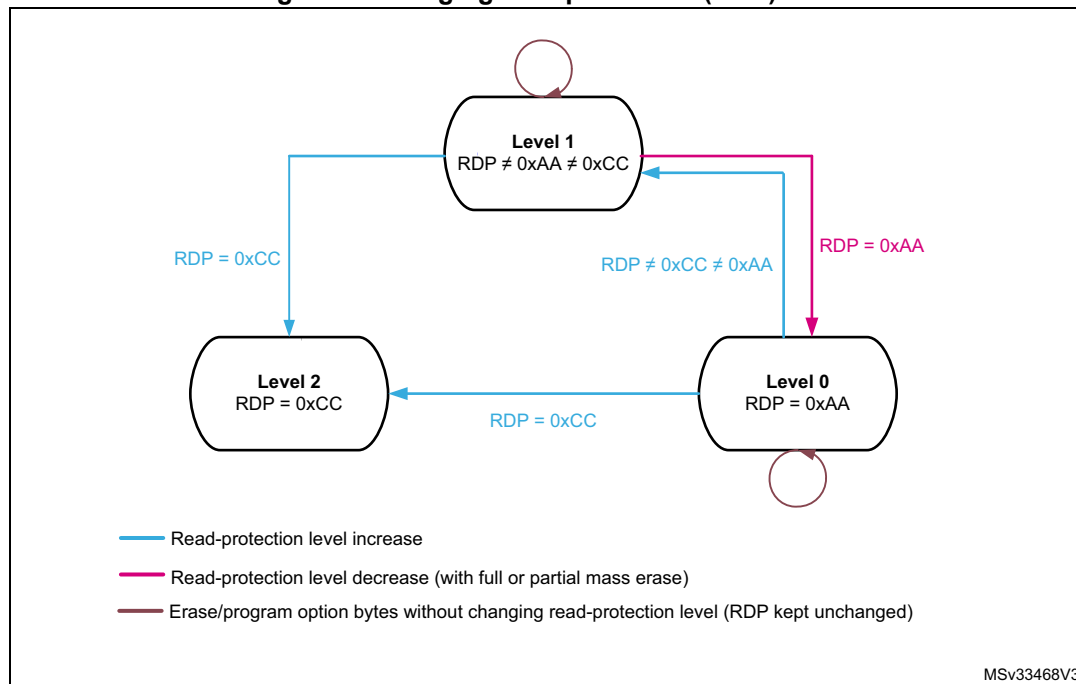 Level 1
RDP ≠ 0xAA ≠ 0xCC
RDP = 0xCC
RDP ≠ 0xCC ≠ 0xAA
RDP = 0xAA
Level 2
RDP = 0xCC
RDP = 0xCC
Level 0
RDP = 0xAA
Read-protection level increase
Read-protection level decrease (with full or partial mass erase)
Erase/program option bytes without changing read-protection level (RDP kept unchanged)
MSv33468V3